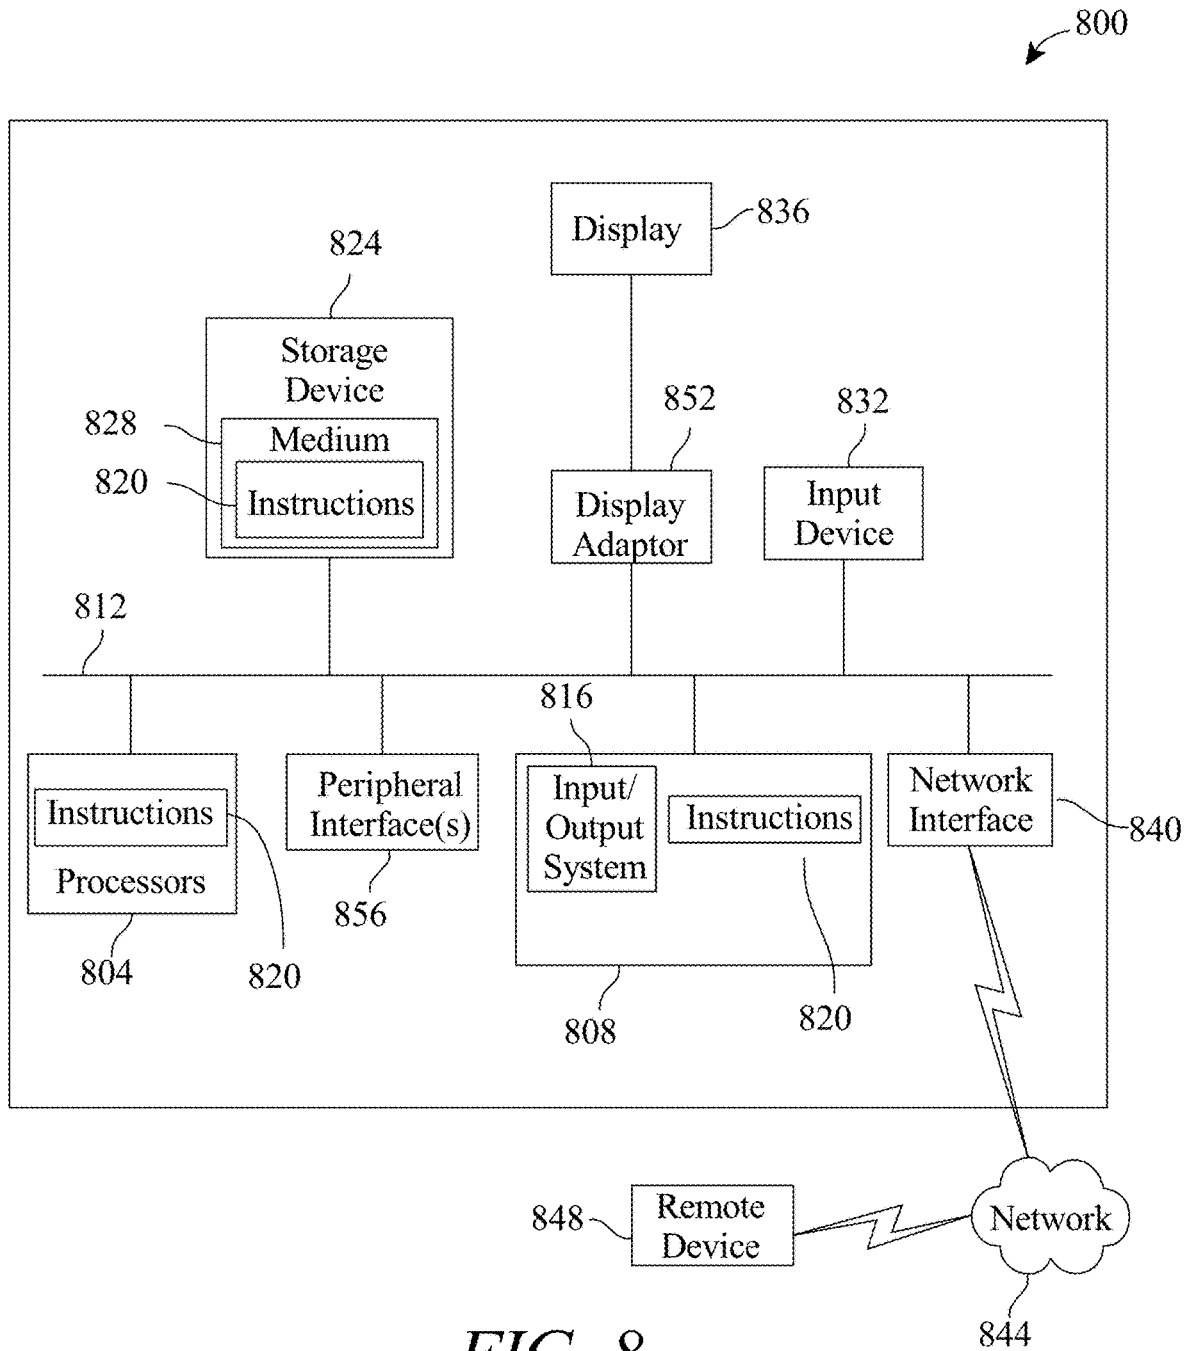 800
Display
836
824
Storage
Device
828
Medium
820
Instructions
852
Display
Adaptor
832
Input
Device
812
816
Instructions
Processors
804
820
Peripheral
Interface(s)
856
Input/
Output
System
Instructions
808
820
Network
Interface
840
848
Remote
Device
Network
844
FIG. 8